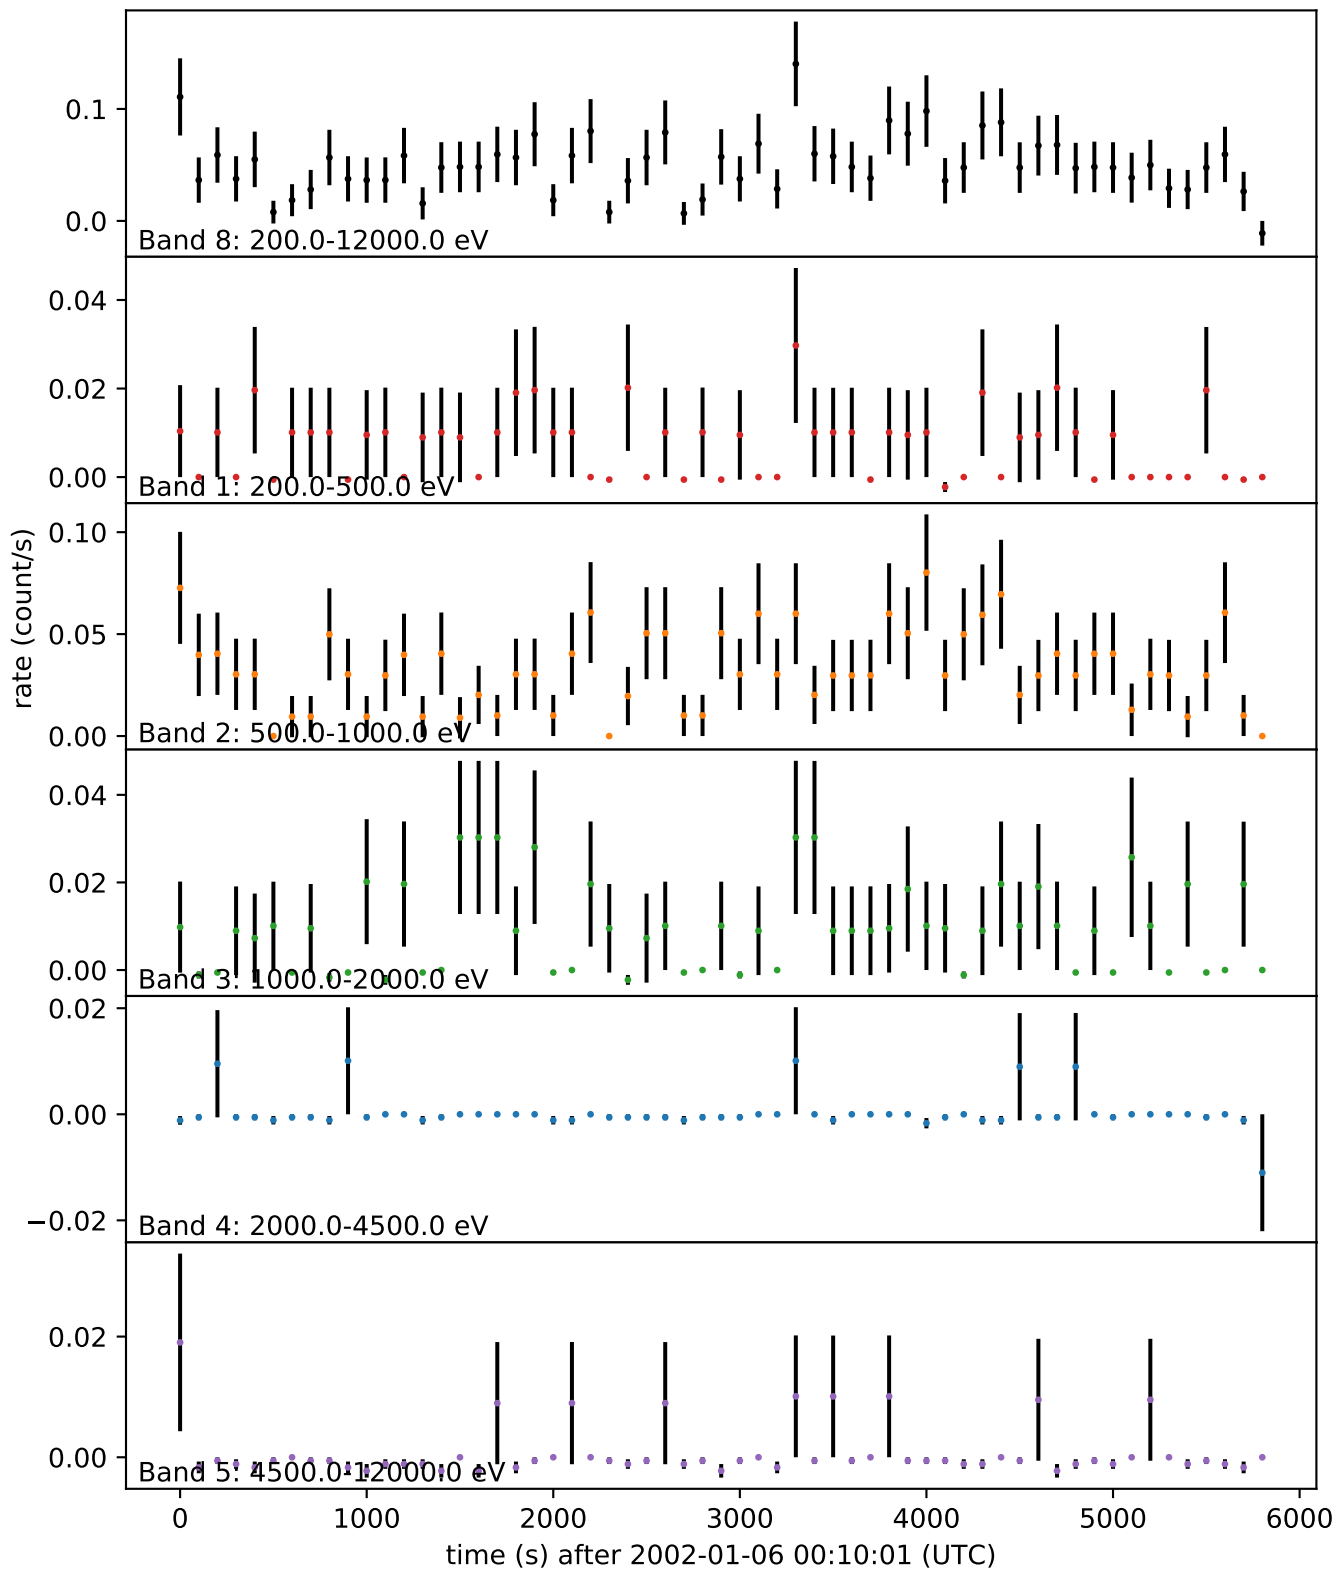 0.1
0.0
Band 8: 200.0-12000.0 eV
0.04
0.02
0.00
Band 1: 200.0-500.0 eV
rate (count/s)
0.10
0.05
0.00
Band 2: 500.0-1000.0 eV
0.04
0.02
0.00
Band 3: 1000.0-2000.0 eV
0.02
0.00
−0.02
Band 4: 2000.0-4500.0 eV
0.02
0.00
Band 5: 4500.0-12000.0 eV
0 1000 2000 3000 4000 5000 6000
time (s) after 2002-01-06 00:10:01 (UTC)